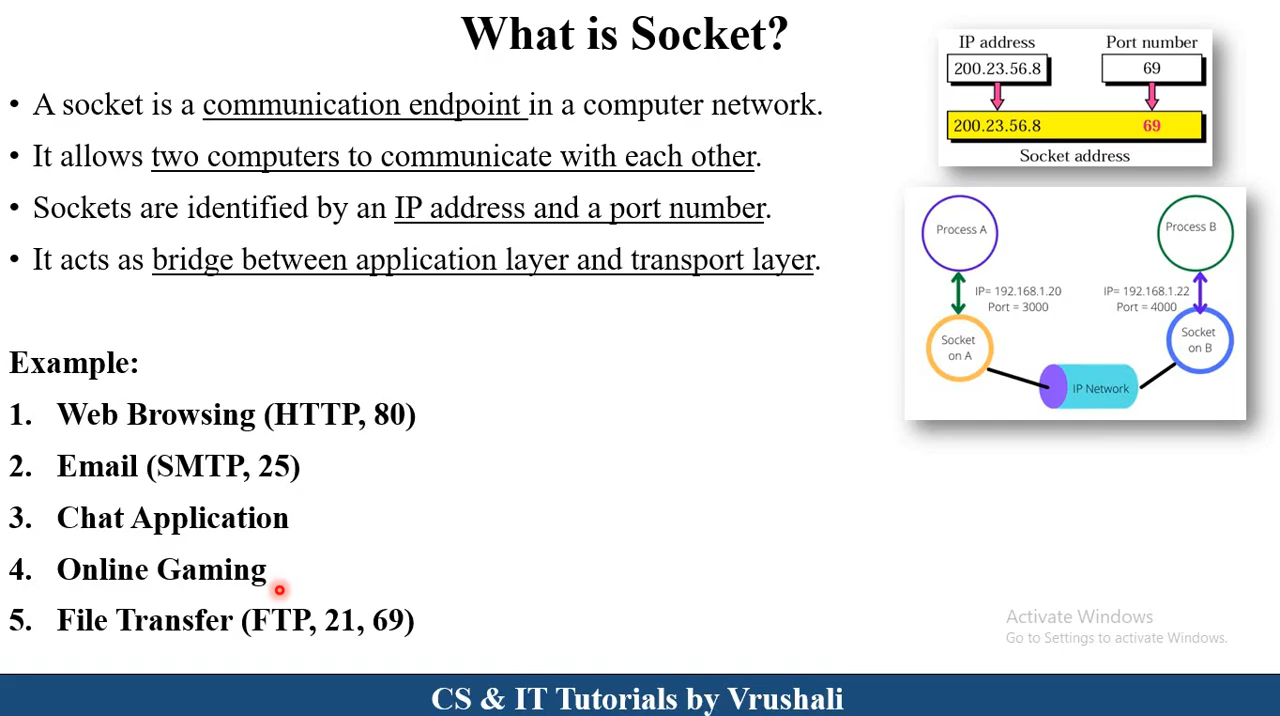 What is Socket?
• A socket is a communication endpoint in a computer network.
• It allows two computers to communicate with each other.
• Sockets are identified by an IP address and a port number.
• It acts as bridge between application layer and transport layer.
Example:
1. Web Browsing (HTTP, 80)
2. Email (SMTP, 25)
3. Chat Application
4. Online Gaming
5. File Transfer (FTP, 21, 69)
IP address Port number
200.23.56.8 69
200.23.56.8 69
Socket address
Process A Process B
IP= 192.168.1.20 IP= 192.168.1.22
Port = 3000 Port = 4000
Socket
on A
Socket
on B
IP Network
Activate Windows
Go to Settings to activate Windows.
CS & IT Tutorials by Vrushali